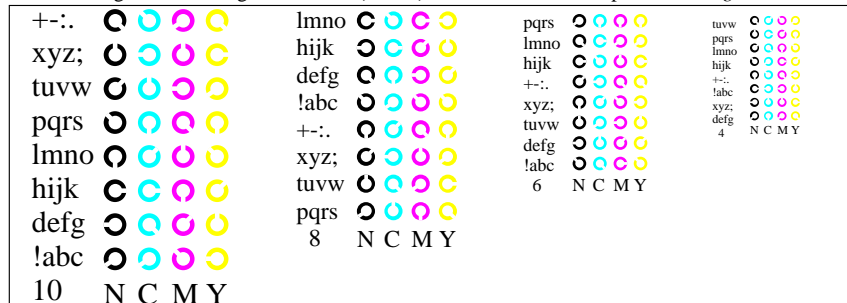 +-:.
xyz;
tuvw
pqrs
lmno
hijk
defg
!abc
10 N C M Y
lmno
hijk
defg
!abc
+-:.
xyz;
tuvw
pqrs
8 N C M Y
pqrs
lmno
hijk
+-:.
xyz;
tuvw
defg
!abc
6 N C M Y
tuvw
pqrs
lmno
hijk
+-:.
!abc
xyz;
defg
4 N C M Y